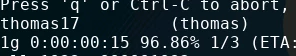 Press 'q' or Ctrl-C to abort,
thomas17         (thomas)
1g 0:00:00:15 96.86% 1/3 (ETA: